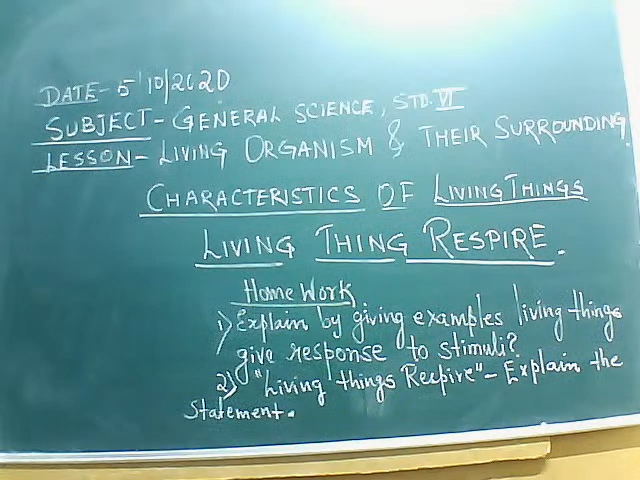 DATE- 5/10/2020
SUBJECT- GENERAL SCIENCE, STD. VI
LESSON- LIVING ORGANISM & THEIR SURROUNDING.
CHARACTERISTICS OF LIVING THINGS
LIVING THING RESPIRE.
Home Work
1) Explain by giving examples living things
give response to stimuli?
2) "Living things Respire" - Explain the
Statement.